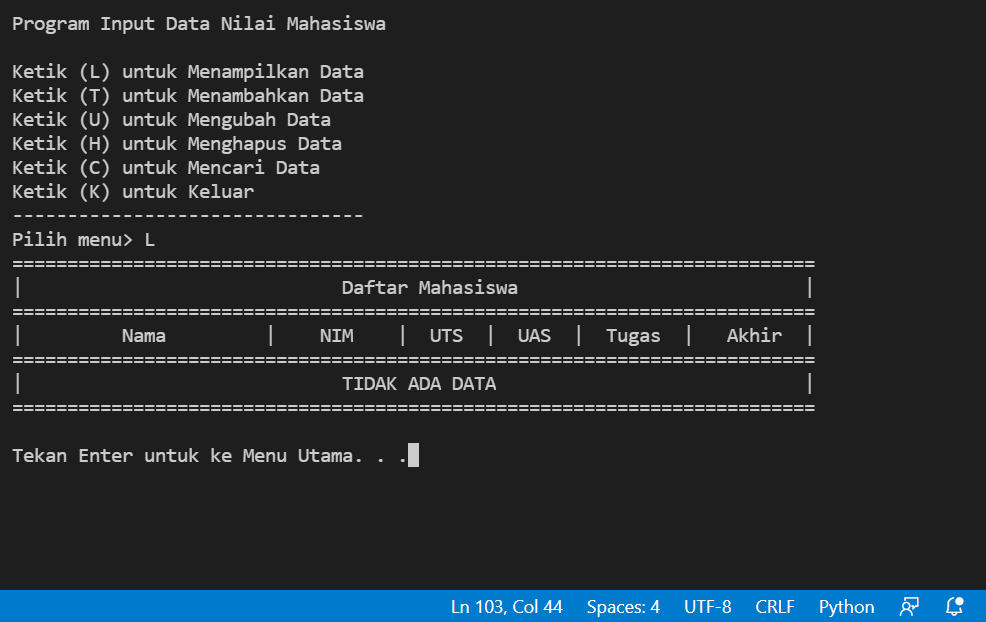 Program Input Data Nilai Mahasiswa
Ketik (L) untuk Menampilkan Data
Ketik (T) untuk Menambahkan Data
Ketik (U) untuk Mengubah Data
Ketik (H) untuk Menghapus Data
Ketik (C) untuk Mencari Data
Ketik (K) untuk Keluar
--------------------------------
Pilih menu> L
=========================================================================
| Daftar Mahasiswa |
=========================================================================
| Nama | NIM | UTS | UAS | Tugas | Akhir |
=========================================================================
| TIDAK ADA DATA |
=========================================================================
Tekan Enter untuk ke Menu Utama. . .
Ln 103, Col 44 Spaces: 4 UTF-8 CRLF Python